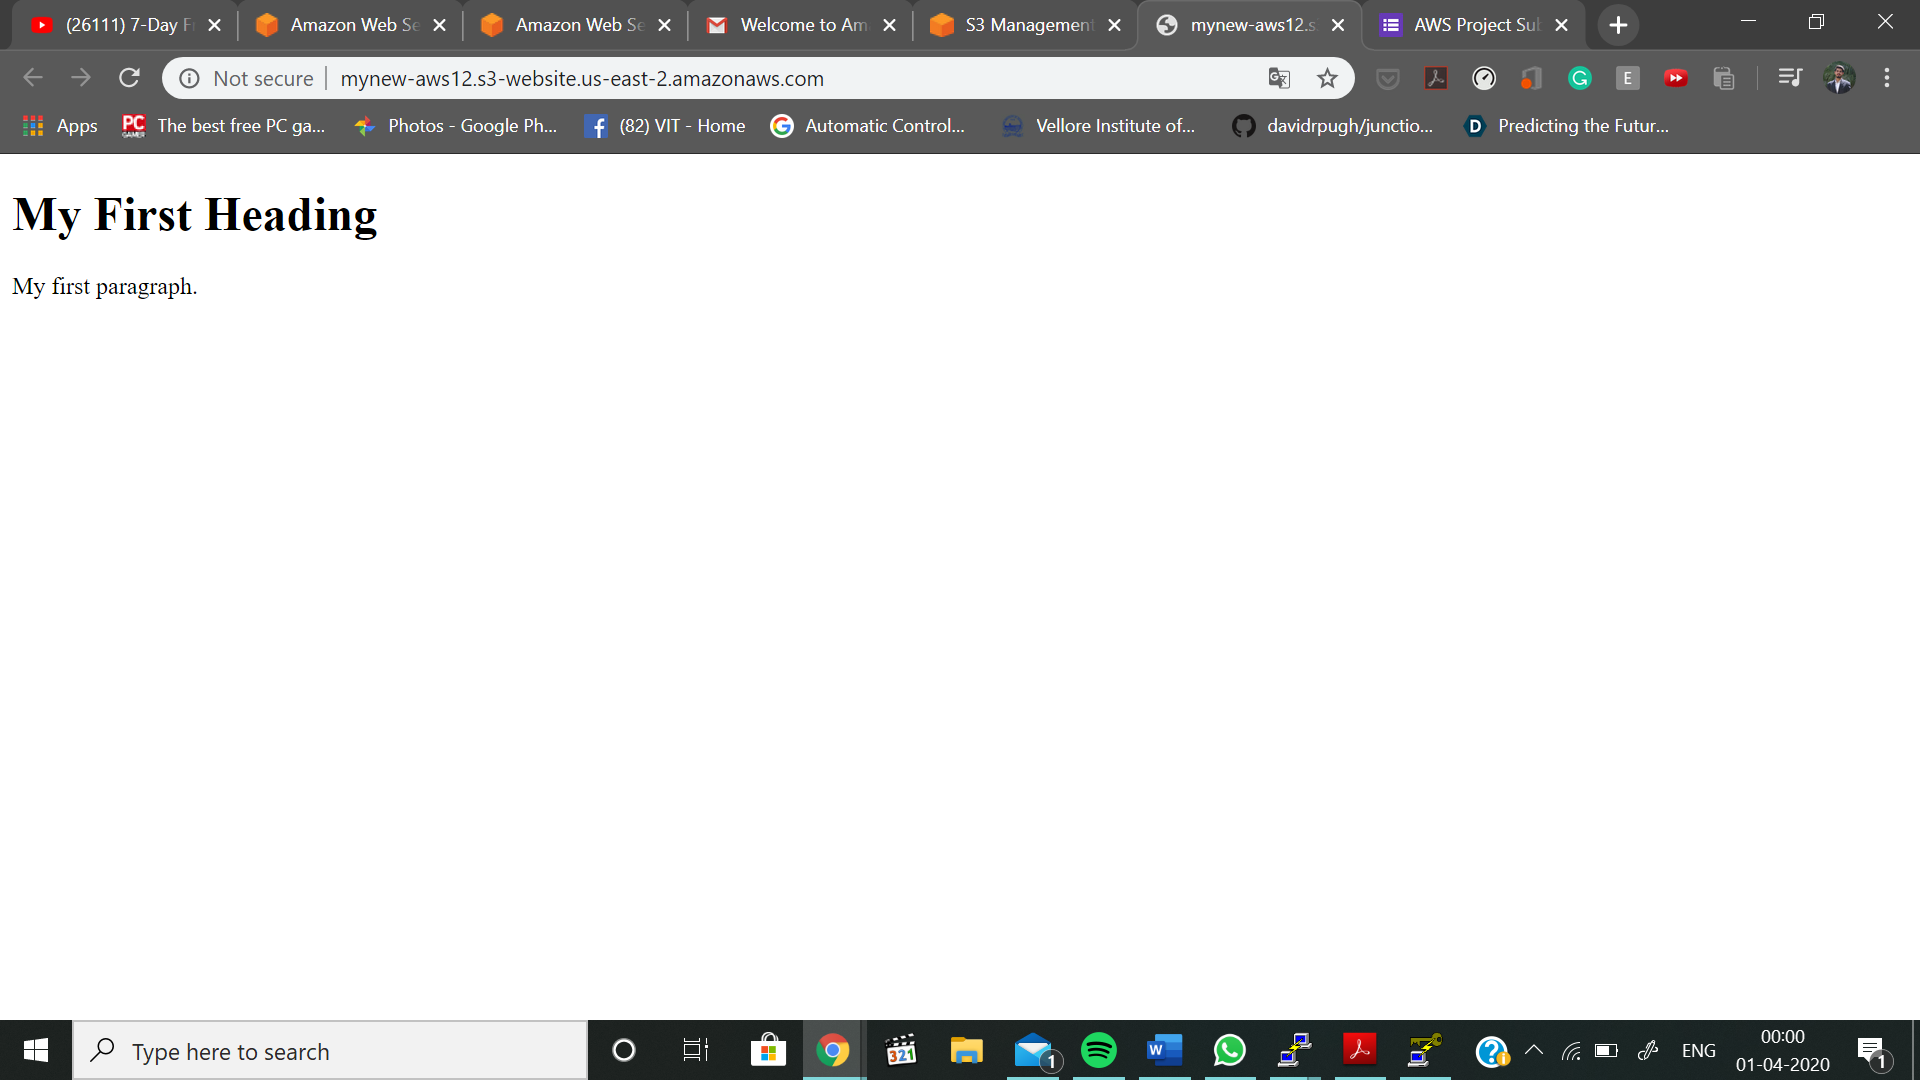 (26111) 7-Day F
Amazon Web Se
Amazon Web Se
Welcome to Am
S3 Management
mynew-aws12.s
AWS Project Sub
Not secure
mynew-aws12.s3-website.us-east-2.amazonaws.com
Apps
The best free PC ga...
Photos - Google Ph...
(82) VIT - Home
Automatic Control...
Vellore Institute of...
davidrpugh/junctio...
Predicting the Futur...
My First Heading
My first paragraph.
Type here to search
321
1
ENG
00:00
01-04-2020
1